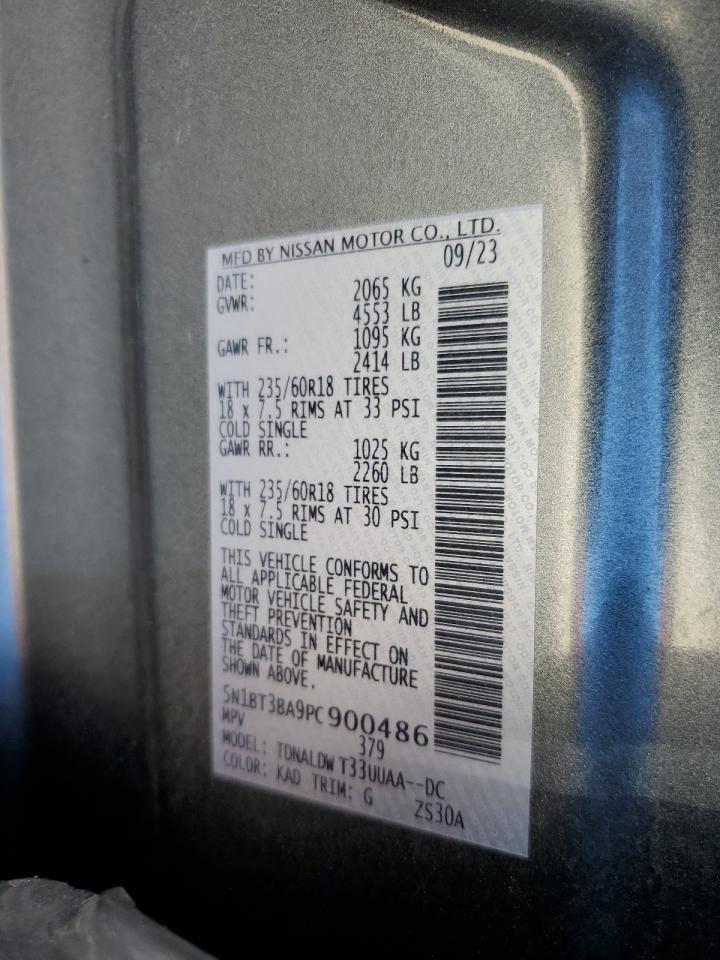 MFD BY NISSAN MOTOR CO., LTD.
DATE: 09/23
GVWR: 2065 KG
4553 LB
GAWR FR.: 1095 KG
2414 LB
WITH 235/60R18 TIRES
18 x 7.5 RIMS AT 33 PSI
COLD SINGLE
GAWR RR.: 1025 KG
2260 LB
WITH 235/60R18 TIRES
18 x 7.5 RIMS AT 30 PSI
COLD SINGLE
THIS VEHICLE CONFORMS TO
ALL APPLICABLE FEDERAL
MOTOR VEHICLE SAFETY AND
THEFT PREVENTION
STANDARDS IN EFFECT ON
THE DATE OF MANUFACTURE
SHOWN ABOVE.
5N1BT3BA9PC900486
MPV 379
MODEL: TDNALDW T33UUAA--DC
COLOR: KAD TRIM: G ZS30A